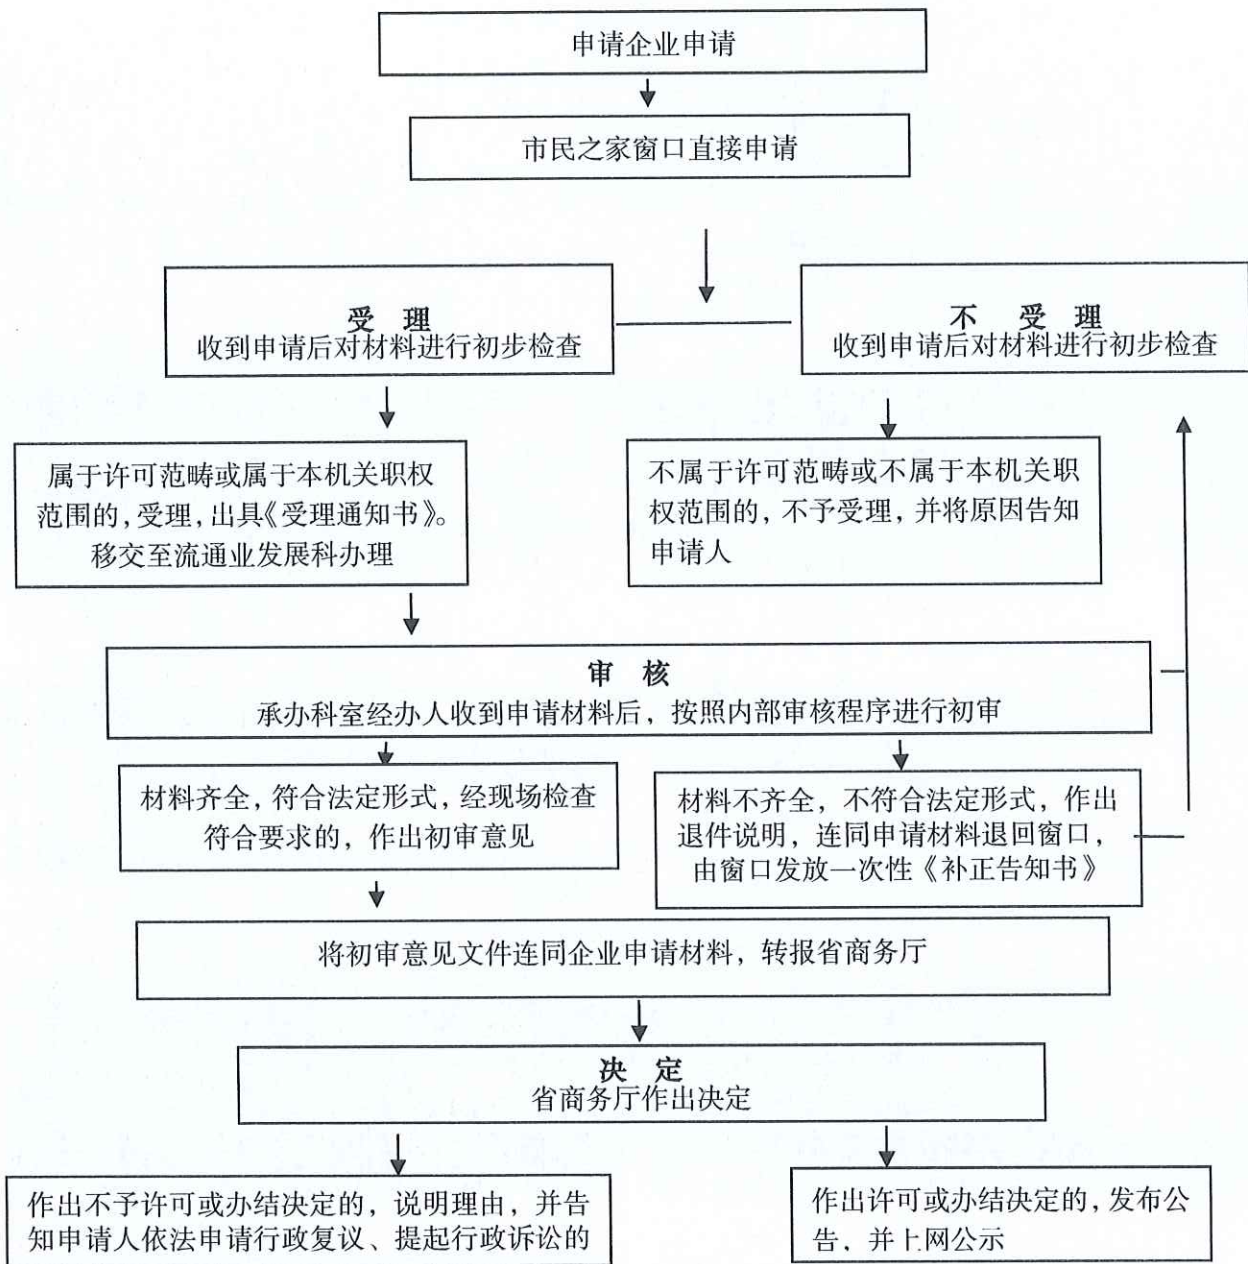 申请企业申请
市民之家窗口直接申请
受 理
收到申请后对材料进行初步检查
不 受 理
收到申请后对材料进行初步检查
属于许可范畴或属于本机关职权
范围的,受理,出具《受理通知书》。
移交至流通业发展科办理
不属于许可范畴或不属于本机关职
权范围的,不予受理,并将原因告知
申请人
审 核
承办科室经办人收到申请材料后，按照内部审核程序进行初审
材料齐全,符合法定形式,经现场检查
符合要求的，作出初审意见
材料不齐全，不符合法定形式，作出
退件说明，连同申请材料退回窗口，
由窗口发放一次性《补正告知书》
将初审意见文件连同企业申请材料，转报省商务厅
决 定
省商务厅作出决定
作出不予许可或办结决定的，说明理由，并告
知申请人依法申请行政复议、提起行政诉讼的
作出许可或办结决定的,发布公
告，并上网公示